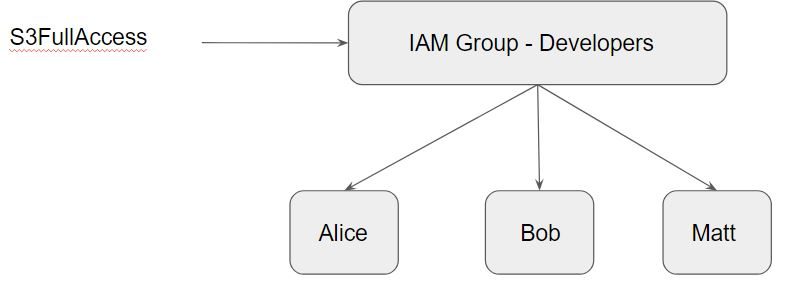 S3FullAccess
IAM Group - Developers
Alice
Bob
Matt